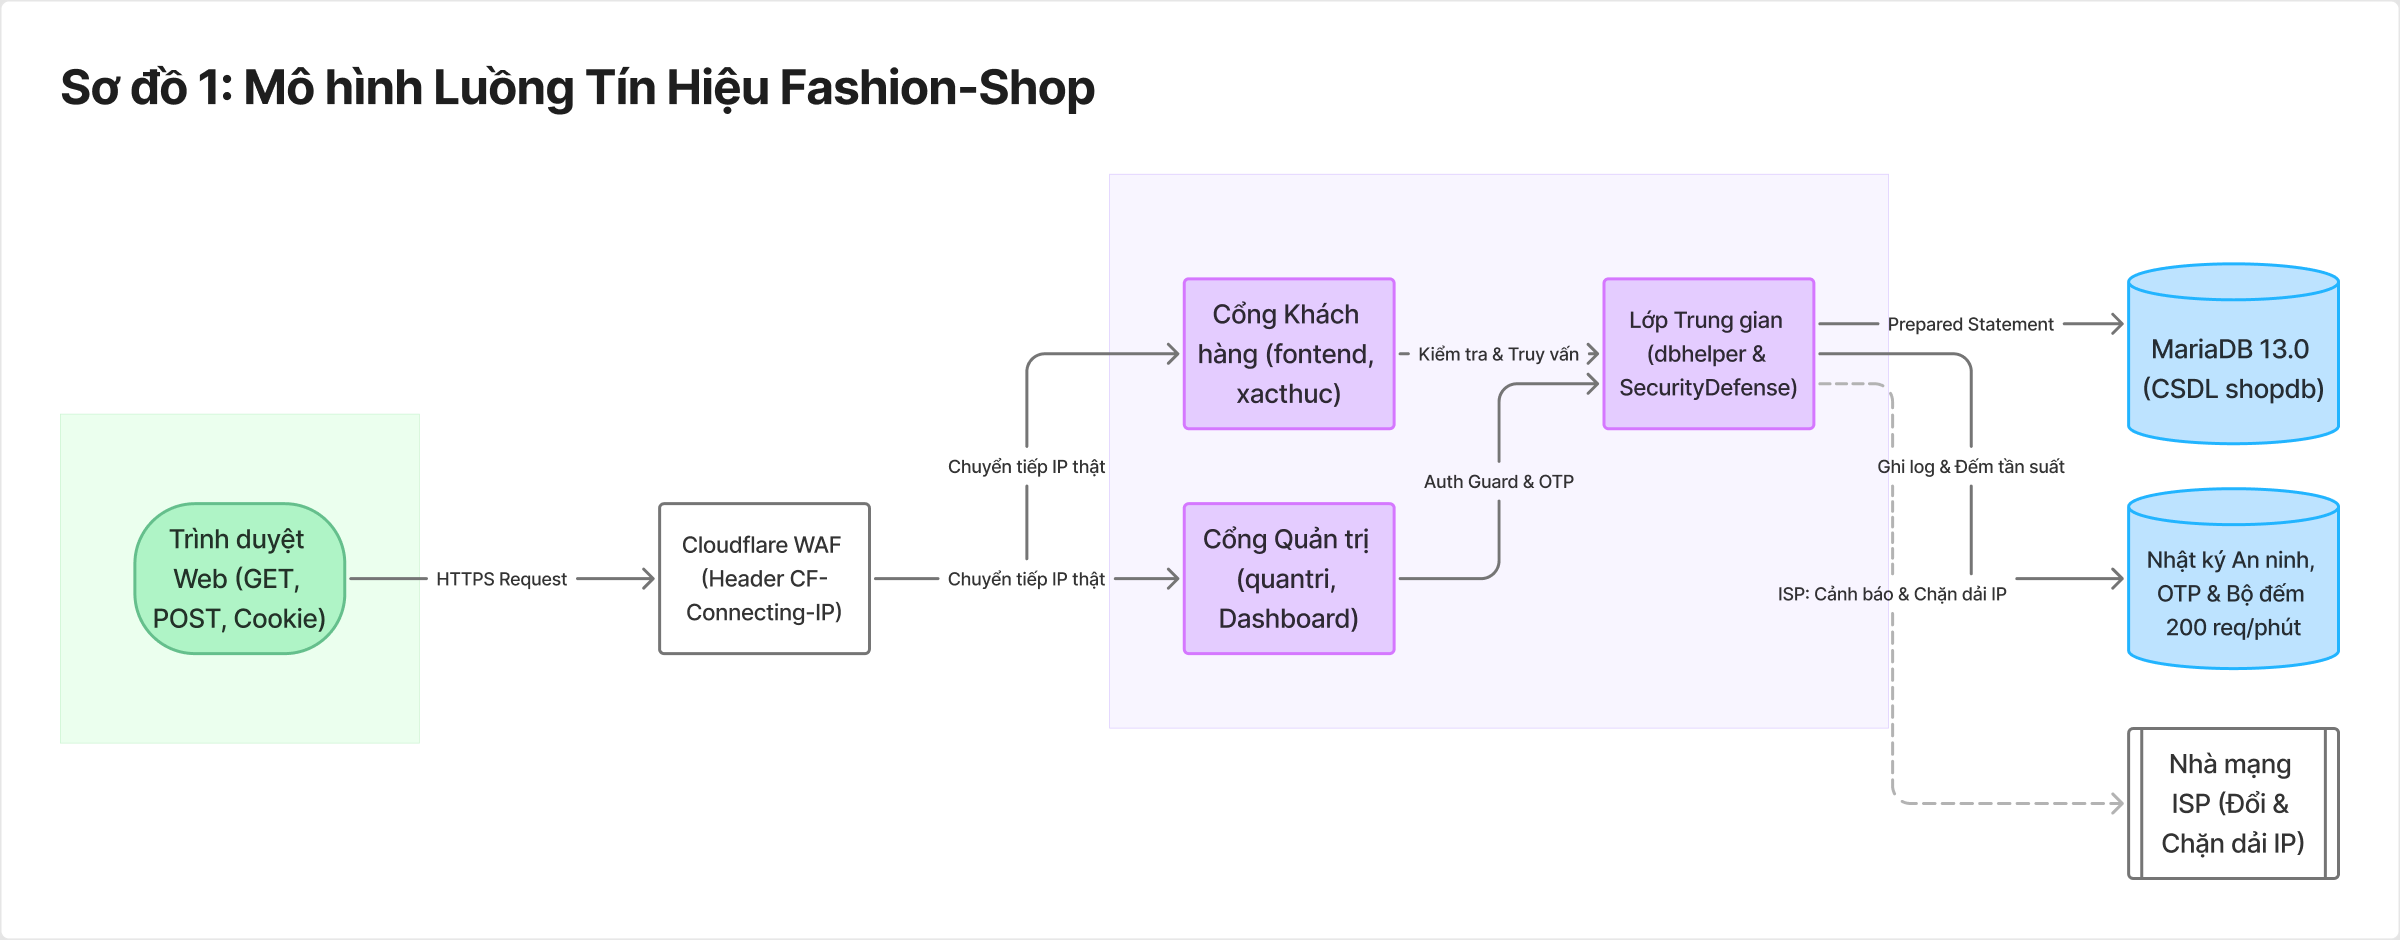 Sơ đồ 1: Mô hình Luồng Tín Hiệu Fashion-Shop
Trình duyệt
Web (GET,
POST, Cookie)
HTTPS Request
Cloudflare WAF
(Header CF-
Connecting-IP)
Chuyển tiếp IP thật
Chuyển tiếp IP thật
Cổng Khách
hàng (fontend,
xacthuc)
Cổng Quản trị
(quantri,
Dashboard)
Kiểm tra & Truy vấn
Auth Guard & OTP
Lớp Trung gian
(dbhelper &
SecurityDefense)
Prepared Statement
Ghi log & Đếm tần suất
ISP: Cảnh báo & Chặn dải IP
MariaDB 13.0
(CSDL shopdb)
Nhật ký An ninh,
OTP & Bộ đếm
200 req/phút
Nhà mạng
ISP (Đổi &
Chặn dải IP)